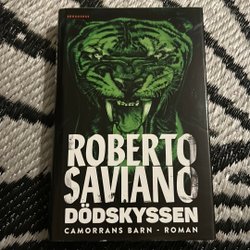 ROBERTO
SAVIANO
DÖDSKYSSEN
CAMORRANS BARN - ROMAN